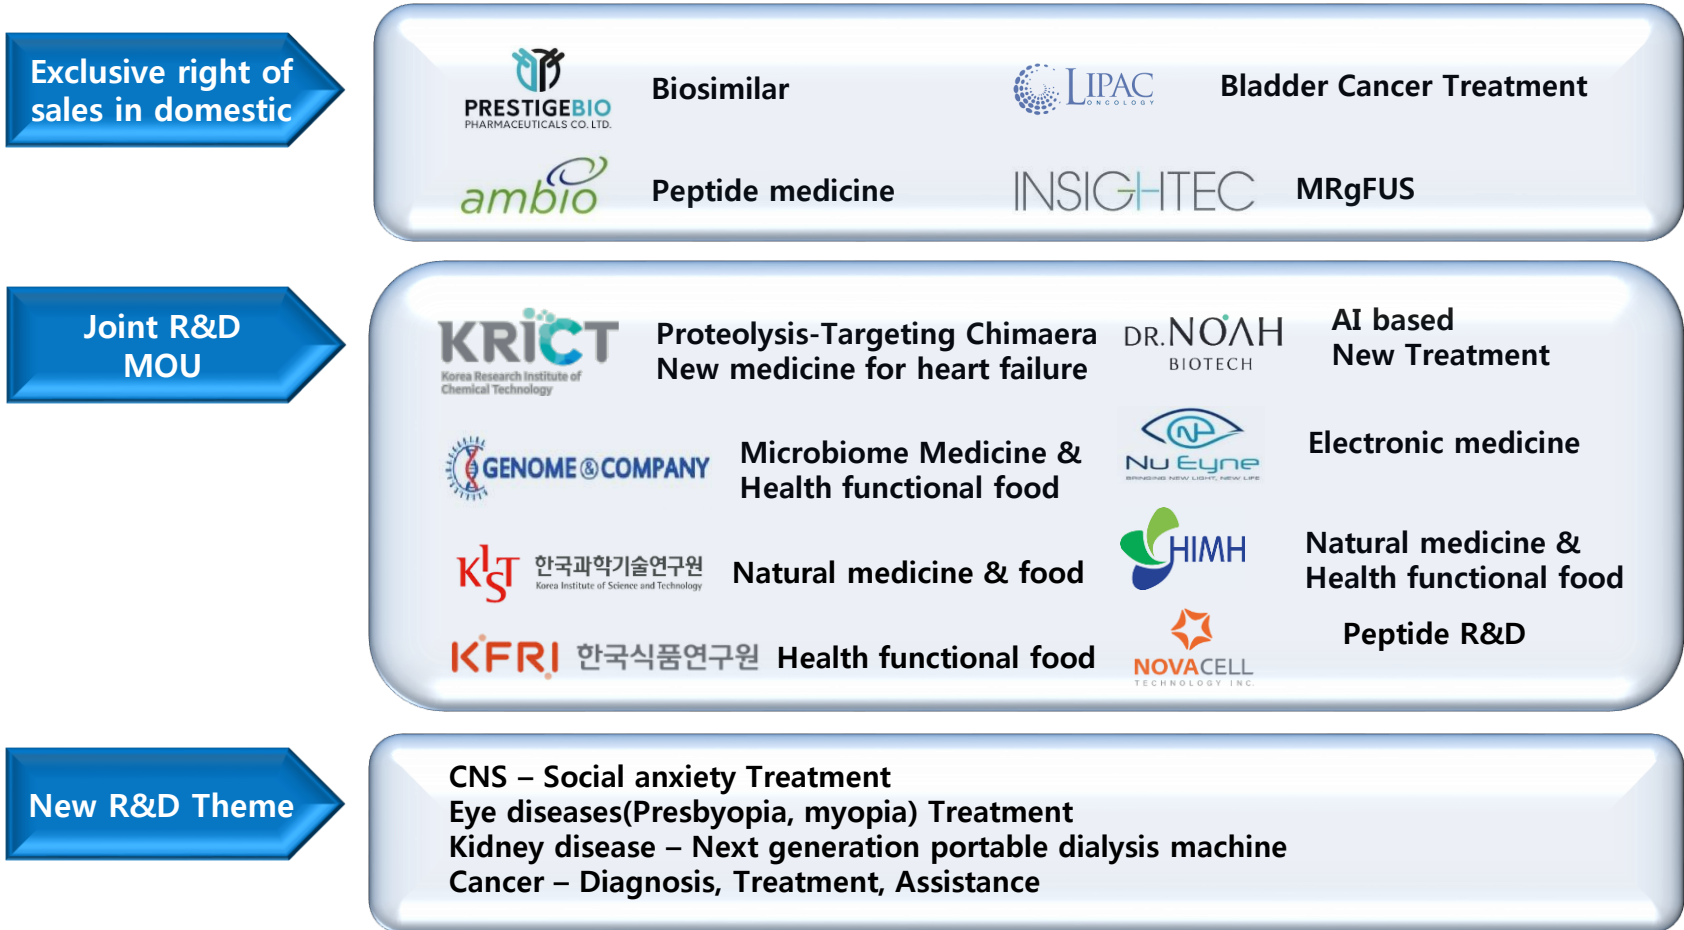 Exclusive right of
sales in domestic
PRESTIGEBIO
PHARMACEUTICALS CO. LTD.
Biosimilar
LIPAC
ONCOLOGY
Bladder Cancer Treatment
ambio
Peptide medicine
INSIGHTEC
MRgFUS
Joint R&D
MOU
KRICT
Korea Research Institute of
Chemical Technology
Proteolysis-Targeting Chimaera
New medicine for heart failure
DR.NOAH
BIOTECH
AI based
New Treatment
GENOME & COMPANY
Microbiome Medicine &
Health functional food
Nu Eyne
BRINGING NEW LIGHT, NEW LIFE
Electronic medicine
KIST
한국과학기술연구원
Korea Institute of Science and Technology
Natural medicine & food
HIMH
Natural medicine &
Health functional food
KFRI 한국식품연구원
Health functional food
NOVACELL
TECHNOLOGY INC.
Peptide R&D
New R&D Theme
CNS – Social anxiety Treatment
Eye diseases(Presbyopia, myopia) Treatment
Kidney disease – Next generation portable dialysis machine
Cancer – Diagnosis, Treatment, Assistance